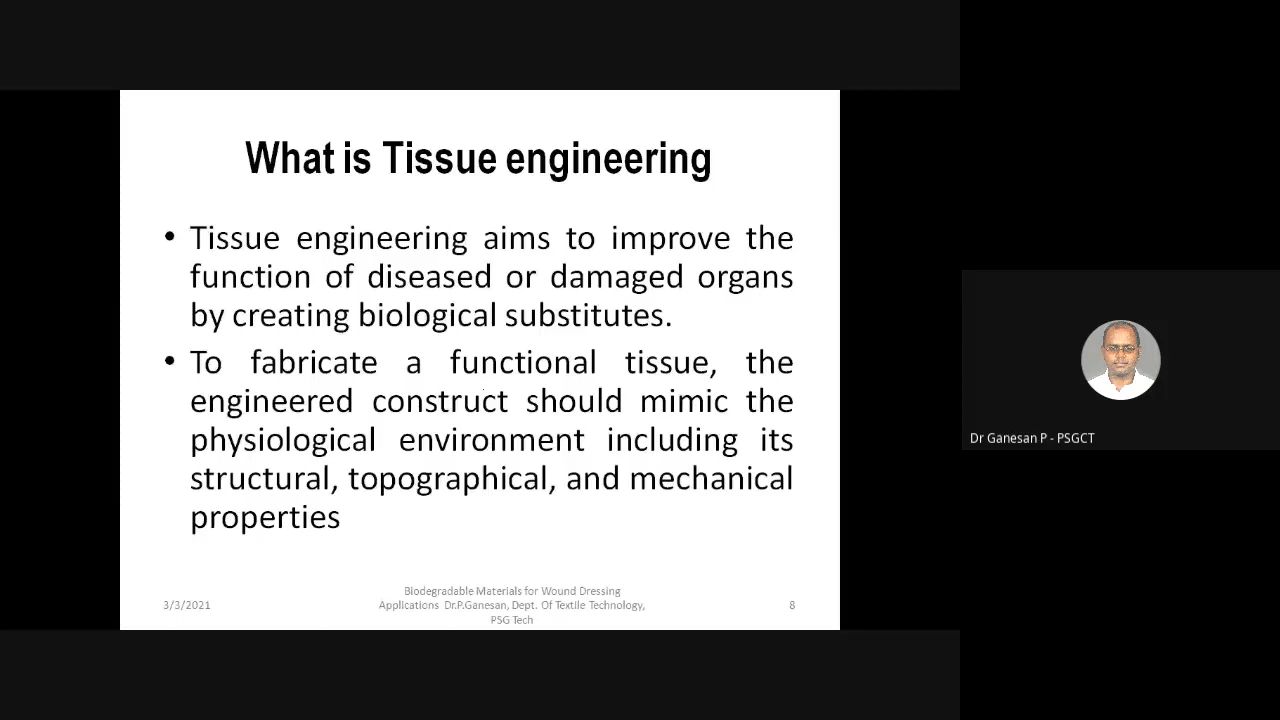 What is Tissue engineering
• Tissue engineering aims to improve the
function of diseased or damaged organs
by creating biological substitutes.
• To fabricate a functional tissue, the
engineered construct should mimic the
physiological environment including its
structural, topographical, and mechanical
properties
3/3/2021
Biodegradable Materials for Wound Dressing
Applications Dr.P.Ganesan, Dept. Of Textile Technology,
PSG Tech
8
Dr Ganesan P - PSGCT